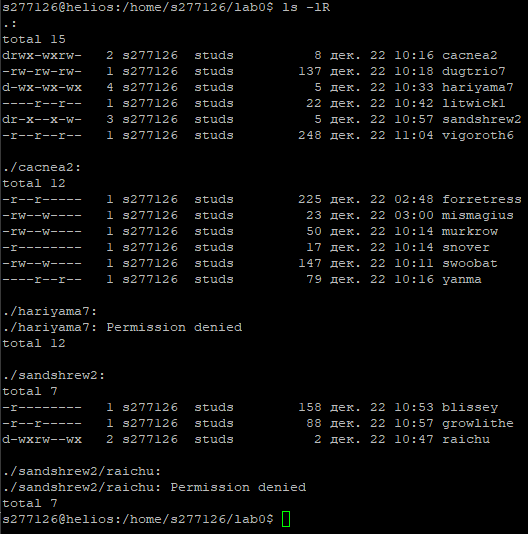 s277126@helios:/home/s277126/lab0$ ls -lR
.:
total 15
drwx-wxrw-   2 s277126  studs          8 дек. 22 10:16 cacnea2
-rw-rw-rw-   1 s277126  studs        137 дек. 22 10:18 dugtrio7
d-wx-wx-wx   4 s277126  studs          5 дек. 22 10:33 hariyama7
----r--r--   1 s277126  studs         22 дек. 22 10:42 litwick1
dr-x--x-w-   3 s277126  studs          5 дек. 22 10:57 sandshrew2
-r--r--r--   1 s277126  studs        248 дек. 22 11:04 vigoroth6

./cacnea2:
total 12
-r--r-----   1 s277126  studs        225 дек. 22 02:48 forretress
-rw--w----   1 s277126  studs         23 дек. 22 03:00 mismagius
-rw--w----   1 s277126  studs         50 дек. 22 10:14 murkrow
-r--------   1 s277126  studs         17 дек. 22 10:14 snover
-rw--w----   1 s277126  studs        147 дек. 22 10:11 swoobat
----r--r--   1 s277126  studs         79 дек. 22 10:16 yanma

./hariyama7:
./hariyama7: Permission denied
total 12

./sandshrew2:
total 7
-r--------   1 s277126  studs        158 дек. 22 10:53 blissey
-r--r--r--   1 s277126  studs         88 дек. 22 10:57 growlithe
d-wxrw--wx   2 s277126  studs          2 дек. 22 10:47 raichu

./sandshrew2/raichu:
./sandshrew2/raichu: Permission denied
total 7
s277126@helios:/home/s277126/lab0$